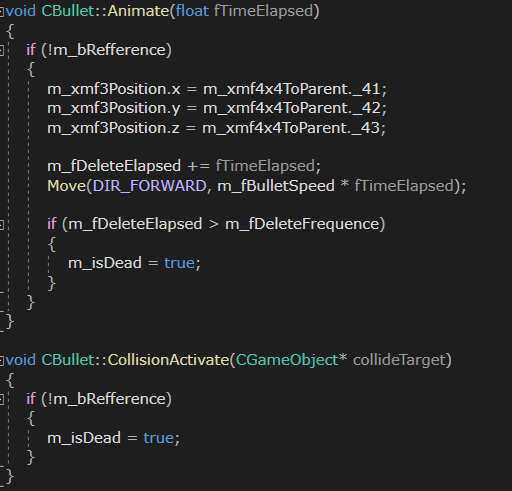 void CBullet::Animate(float fTimeElapsed)
{
if (!m_bRefference)
{
m_xmf3Position.x = m_xmf4x4ToParent._41;
m_xmf3Position.y = m_xmf4x4ToParent._42;
m_xmf3Position.z = m_xmf4x4ToParent._43;
m_fDeleteElapsed += fTimeElapsed;
Move(DIR_FORWARD, m_fBulletSpeed * fTimeElapsed);
if (m_fDeleteElapsed > m_fDeleteFrequence)
{
m_isDead = true;
}
}
}
void CBullet::CollisionActivate(CGameObject* collideTarget)
{
if (!m_bRefference)
{
m_isDead = true;
}
}